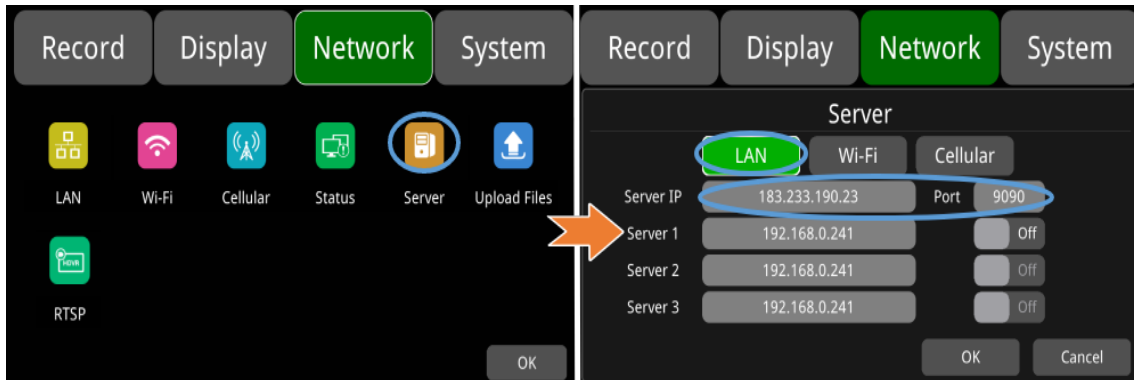 Record Display Network System
LAN Wi-Fi Cellular Status Server Upload Files
HDVR
RTSP
OK
Record Display Network System
Server
LAN Wi-Fi Cellular
Server IP 183.233.190.23 Port 9090
Server 1 192.168.0.241 Off
Server 2 192.168.0.241 Off
Server 3 192.168.0.241 Off
OK Cancel